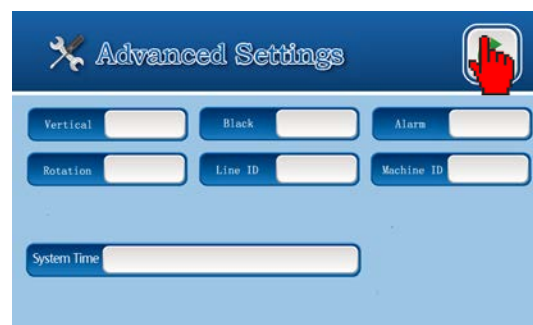 Advanced Settings
Vertical Black Alarm
Rotation Line ID Machine ID
System Time